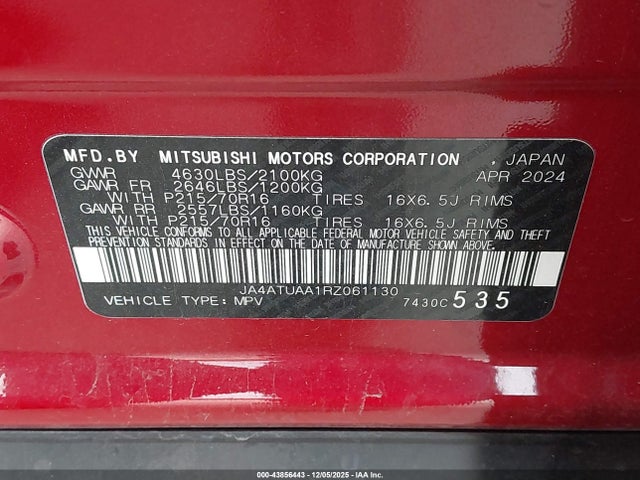 MFD.BY MITSUBISHI MOTORS CORPORATION , JAPAN
GVWR 4630LBS/2100KG APR 2024
GAWR FR 2646LBS/1200KG
WITH P215/70R16 TIRES 16X6.5J RIMS
GAWR RR 2557LBS/1160KG
WITH P215/70R16 TIRES 16X6.5J RIMS
THIS VEHICLE CONFORMS TO ALL APPLICABLE FEDERAL MOTOR VEHICLE SAFETY AND THEFT
PREVENTION STANDARDS IN EFFECT ON THE DATE OF MANUFACTURE SHOWN ABOVE.
JA4ATUAA1RZ061130
VEHICLE TYPE: MPV 7430C 535
000-43856443 - 12/05/2025 - IAA Inc.